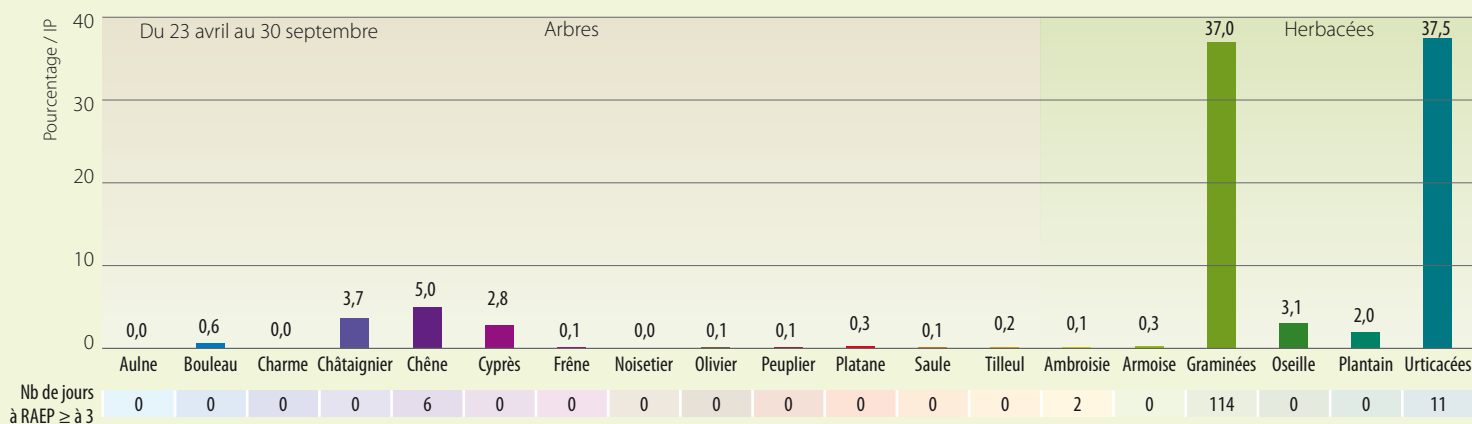 Pourcentage / IP
40
30
20
10
0
Du 23 avril au 30 septembre
Arbres
Herbacées
0,0 0,6 0,0 3,7 5,0 2,8 0,1 0,0 0,1 0,1 0,3 0,1 0,2 0,1 0,3 37,0 3,1 2,0 37,5
Aulne Bouleau Charme Châtaignier Chêne Cyprès Frêne Noisetier Olivier Peuplier Platane Saule Tilleul Ambroisie Armoise Graminées Oseille Plantain Urticacées
Nb de jours
à RAEP ≥ à 3
0 0 0 0 6 0 0 0 0 0 0 0 0 2 0 114 0 0 11